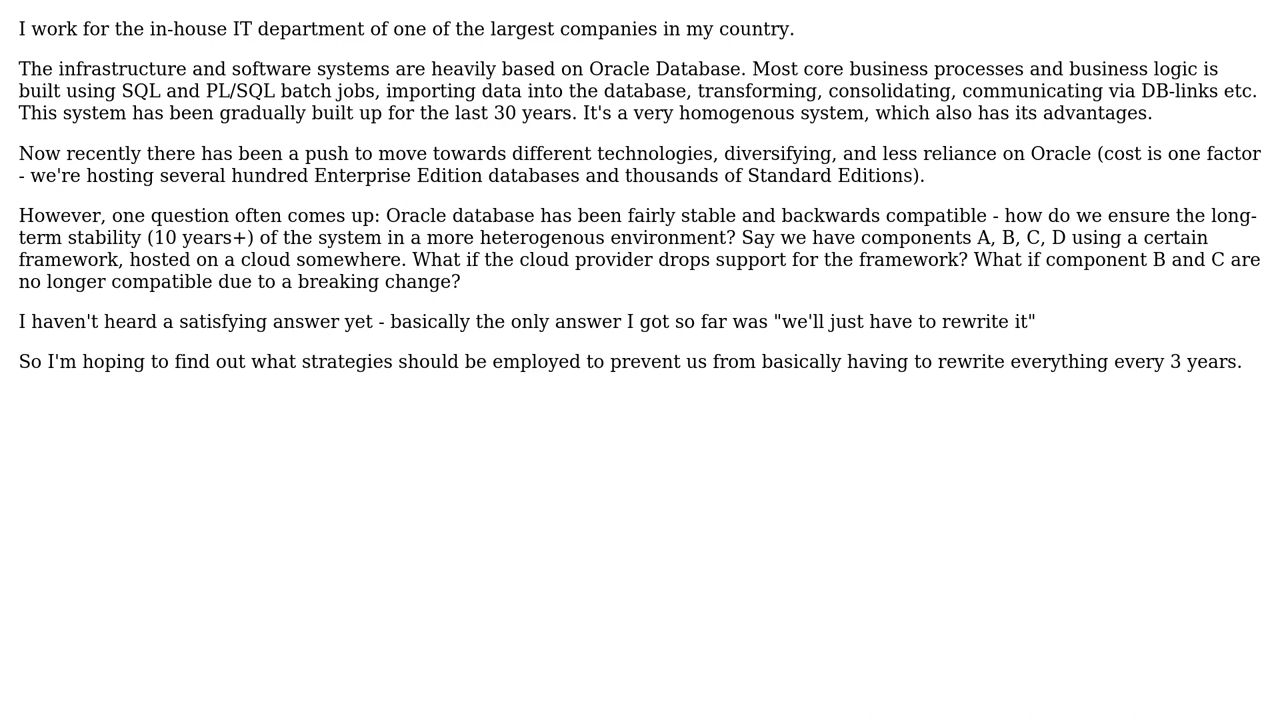 I work for the in-house IT department of one of the largest companies in my country.
The infrastructure and software systems are heavily based on Oracle Database. Most core business processes and business logic is
built using SQL and PL/SQL batch jobs, importing data into the database, transforming, consolidating, communicating via DB-links etc.
This system has been gradually built up for the last 30 years. It's a very homogenous system, which also has its advantages.
Now recently there has been a push to move towards different technologies, diversifying, and less reliance on Oracle (cost is one factor
- we're hosting several hundred Enterprise Edition databases and thousands of Standard Editions).
However, one question often comes up: Oracle database has been fairly stable and backwards compatible - how do we ensure the long-
term stability (10 years+) of the system in a more heterogenous environment? Say we have components A, B, C, D using a certain
framework, hosted on a cloud somewhere. What if the cloud provider drops support for the framework? What if component B and C are
no longer compatible due to a breaking change?
I haven't heard a satisfying answer yet - basically the only answer I got so far was "we'll just have to rewrite it"
So I'm hoping to find out what strategies should be employed to prevent us from basically having to rewrite everything every 3 years.